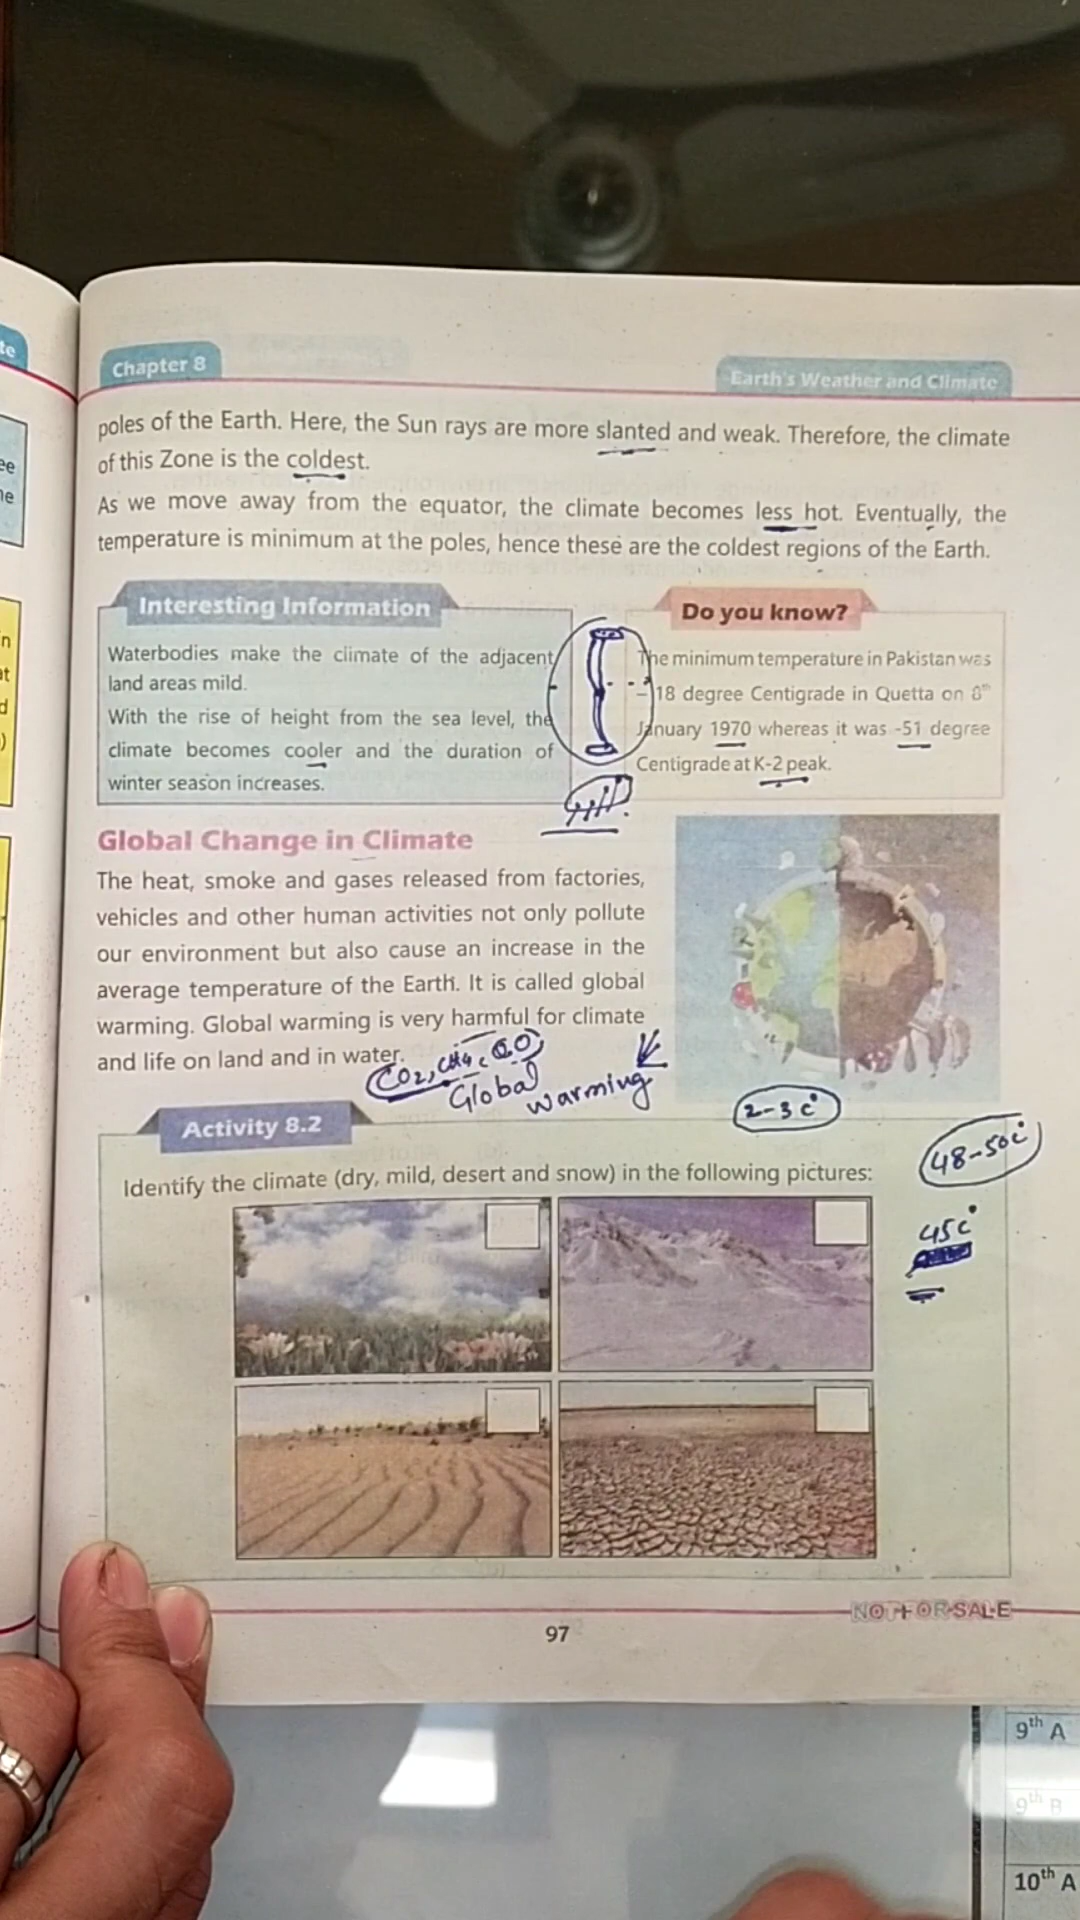 Chapter 8
Earth's Weather and Climate
poles of the Earth. Here, the Sun rays are more slanted and weak. Therefore, the climate
of this Zone is the coldest.
As we move away from the equator, the climate becomes less hot. Eventually, the
temperature is minimum at the poles, hence these are the coldest regions of the Earth.
Interesting Information
Waterbodies make the climate of the adjacent
land areas mild.
With the rise of height from the sea level, the
climate becomes cooler and the duration of
winter season increases.
Do you know?
The minimum temperature in Pakistan was
-18 degree Centigrade in Quetta on 8th
January 1970 whereas it was -51 degree
Centigrade at K-2 peak.
Global Change in Climate
The heat, smoke and gases released from factories,
vehicles and other human activities not only pollute
our environment but also cause an increase in the
average temperature of the Earth. It is called global
warming. Global warming is very harmful for climate
and life on land and in water.
CO2, CH4,
Global warming
2-3 c°
48-50c°
45c°
Activity 8.2
Identify the climate (dry, mild, desert and snow) in the following pictures:
NOT FOR SALE
97
9th A
9th B
10th A